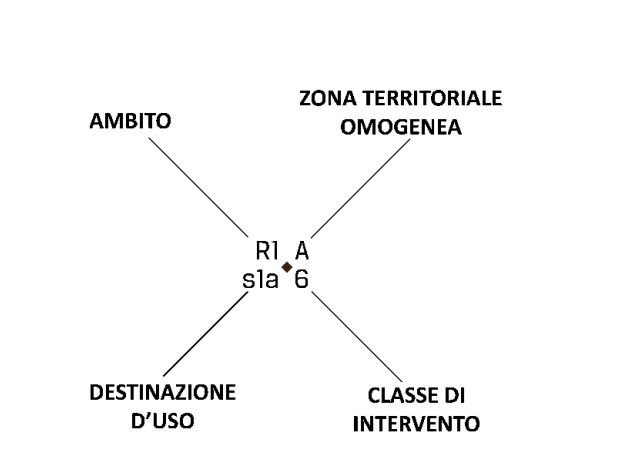 ZONA TERRITORIALE
OMOGENEA
AMBITO
R1 A
s1a 6
DESTINAZIONE
D'USO
CLASSE DI
INTERVENTO